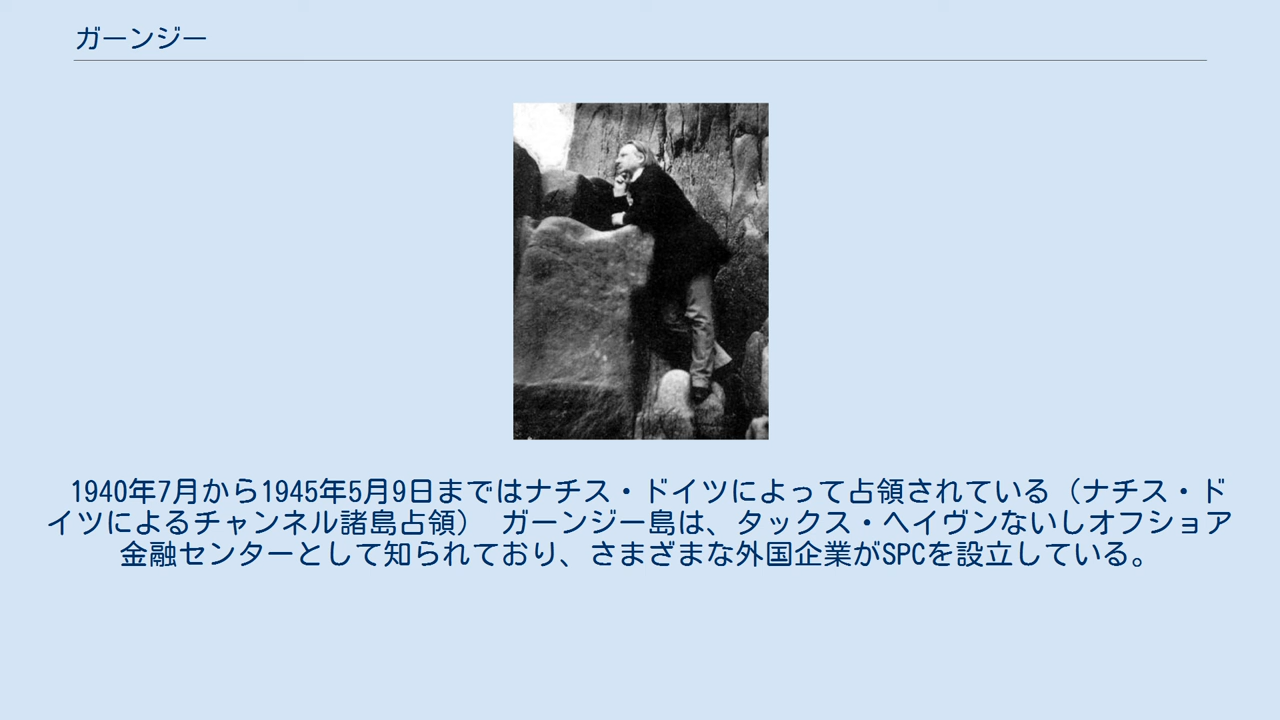 ガーンジー
1940年7月から1945年5月9日まではナチス・ドイツによって占領されている（ナチス・ド
イツによるチャンネル諸島占領） ガーンジー島は、タックス・ヘイヴンないしオフショア
金融センターとして知られており、さまざまな外国企業がSPCを設立している。